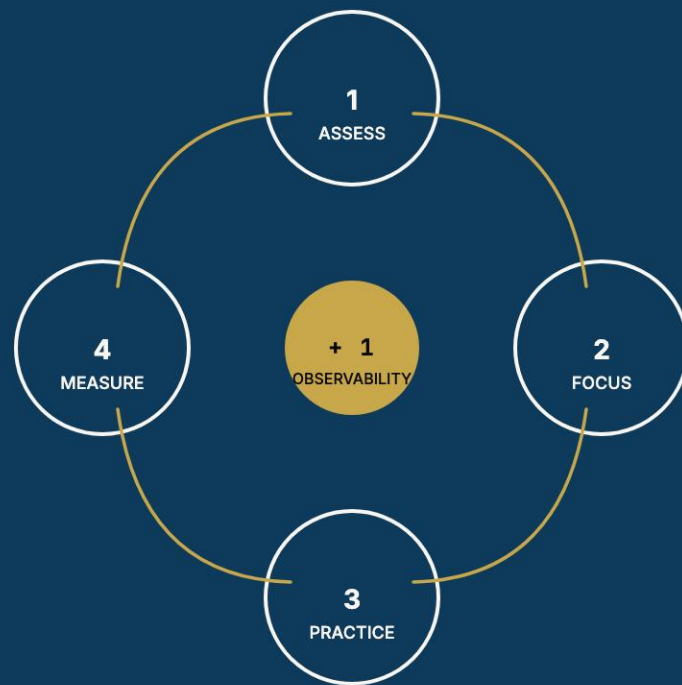 1
ASSESS
+ 1
OBSERVABILITY
4
MEASURE
2
FOCUS
3
PRACTICE